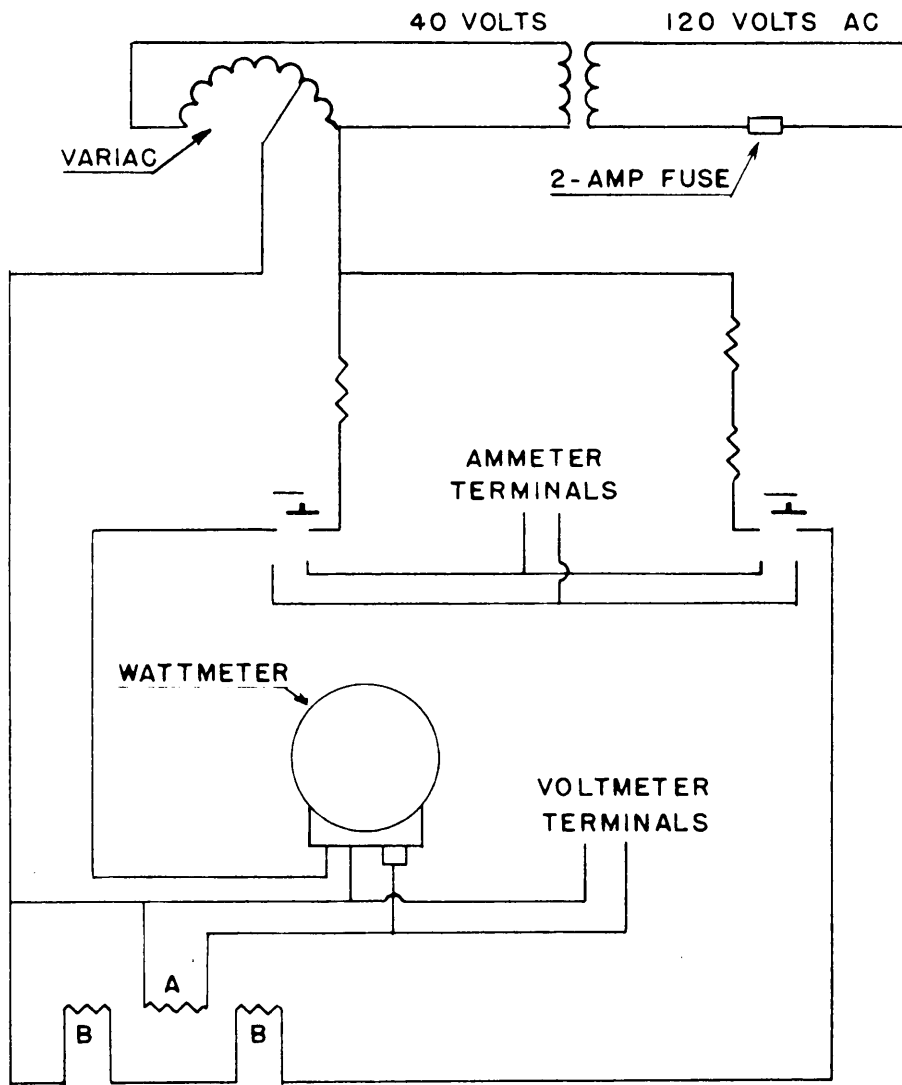 40 VOLTS
120 VOLTS AC
VARIAC
2-AMP FUSE
AMMETER
TERMINALS
WATTMETER
VOLTMETER
TERMINALS
A
B
B